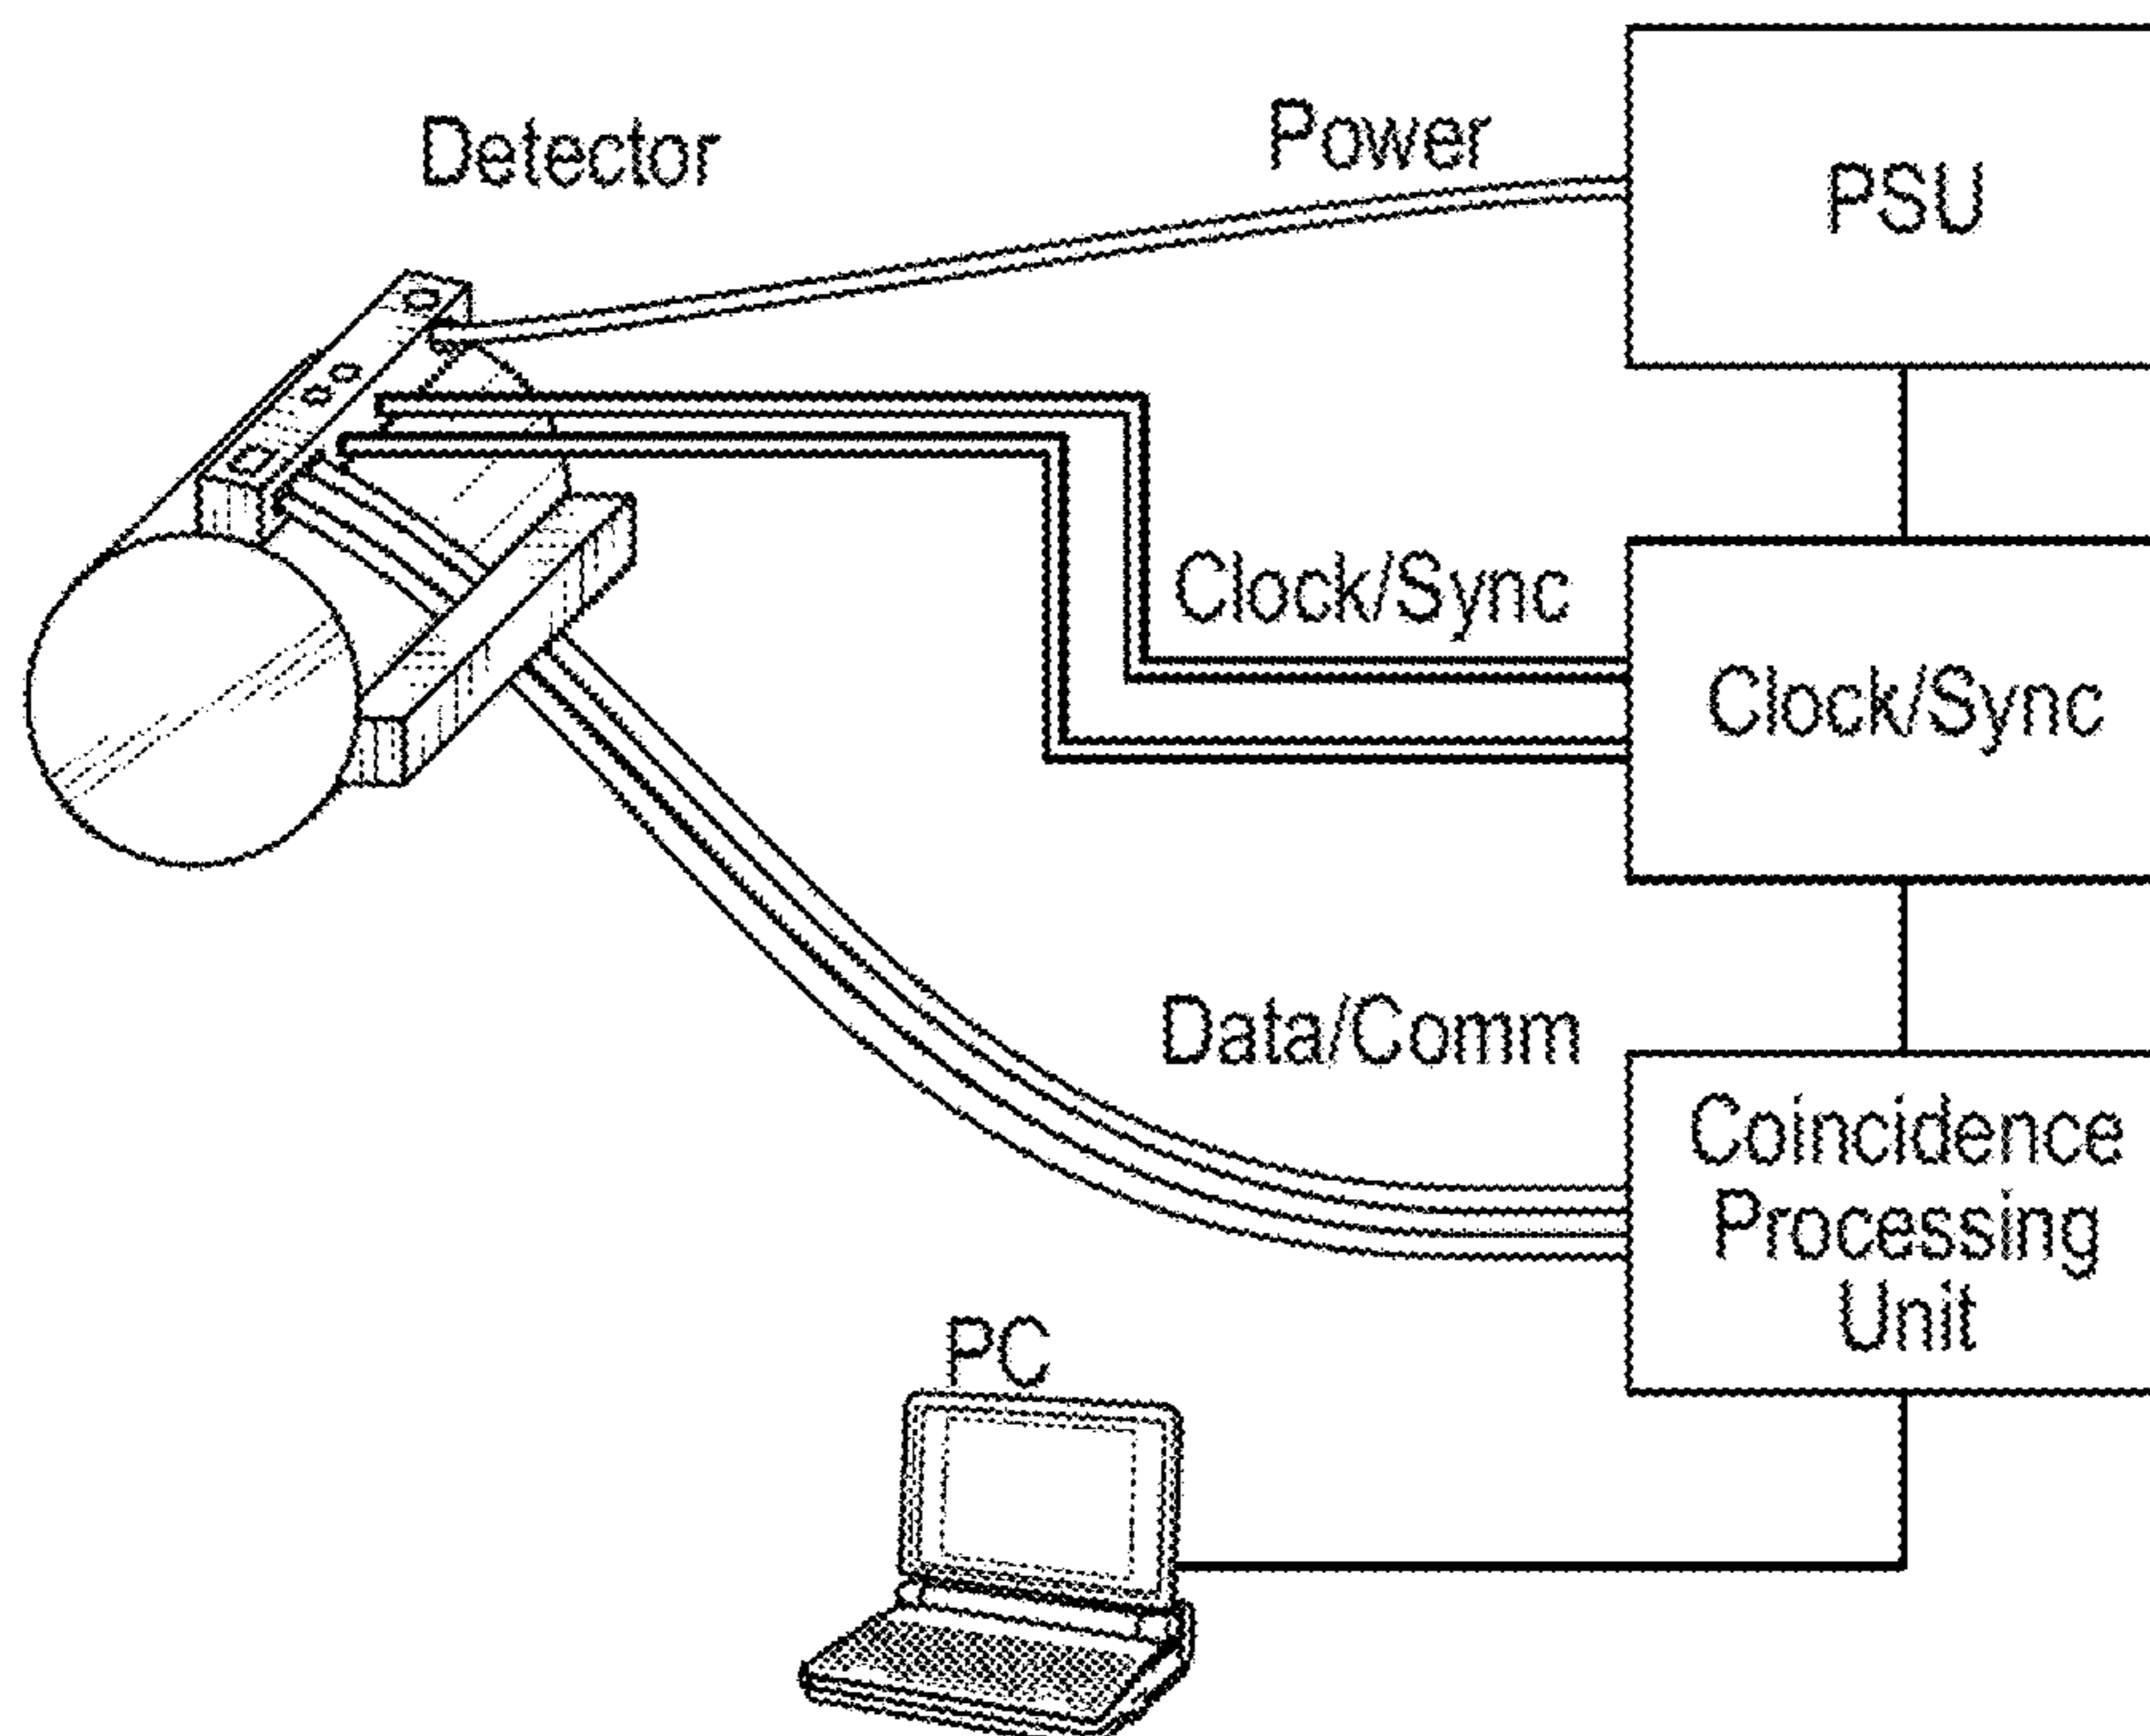 Detector
Power
PSU
Clock/Sync
Clock/Sync
Data/Comm
Coincidence
Processing
Unit
PC